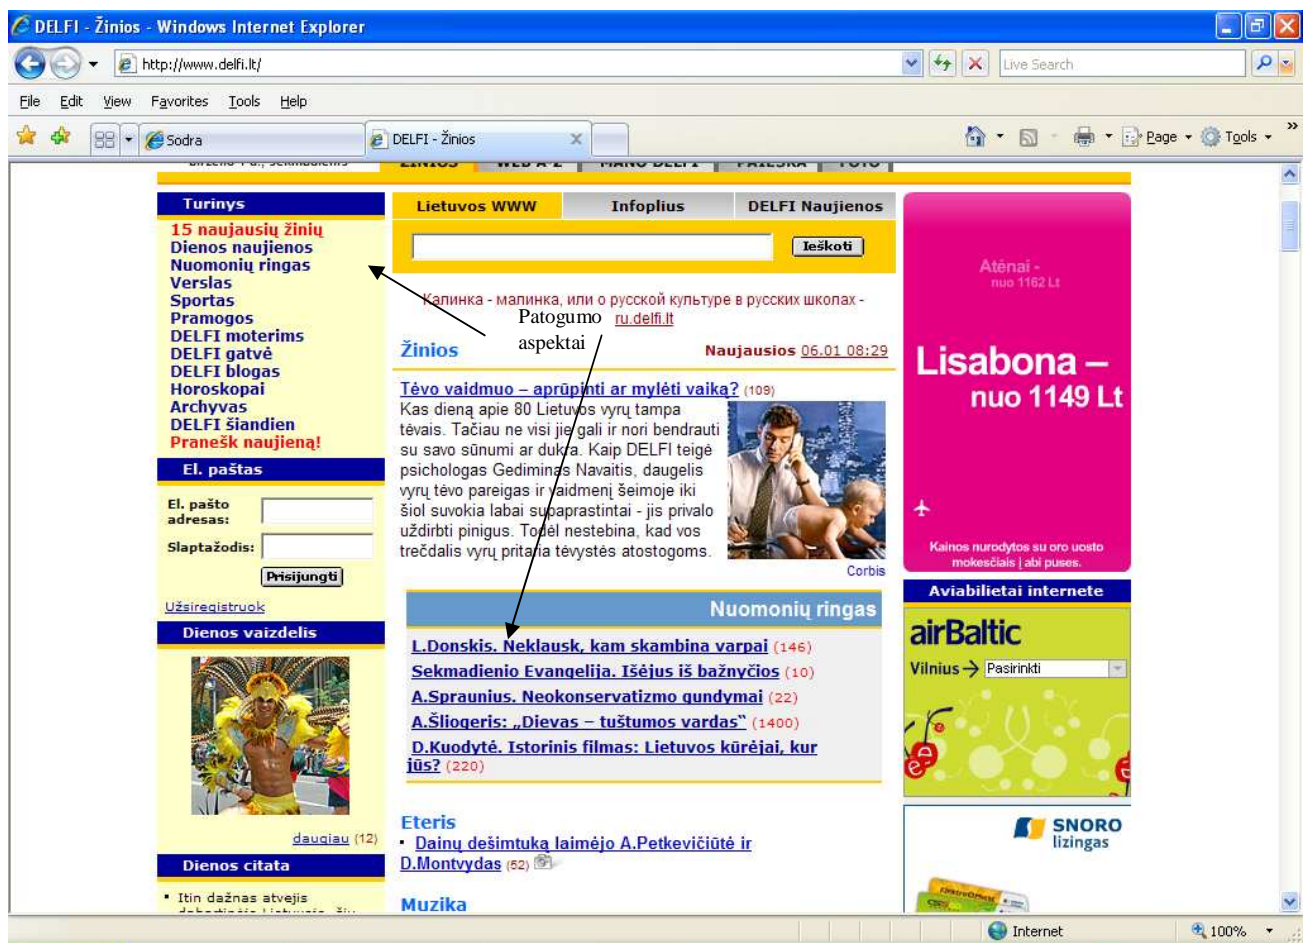 DELFI - Žinios - Windows Internet Explorer
http://www.delfi.lt/
Live Search
File Edit View Favorites Tools Help
Sodra
DELFI - Žinios
Page Tools
ŽINIOS WEB A-Z MANO DELFI PAIEŠKA FOTO
Turinys
15 naujausių žinių
Dienos naujienos
Nuomonių ringas
Verslas
Sportas
Pramogos
DELFI moterims
DELFI gatvė
DELFI blogas
Horoskopai
Archyvas
DELFI šiandien
Pranešk naujieną!
El. paštas
El. pašto
adresas:
Slaptažodis:
Prisijungti
Užsiregistruok
Dienos vaizdelis
daugiau (12)
Dienos citata
Itin dažnas atvejis
Lietuvos WWW
Infoplius
DELFI Naujienos
Ieškoti
Калинка - малинка, или о русской культуре в русских школах -
ru.delfi.lt
Patogumo
aspektai
Žinios
Naujausios 06.01 08:29
Tėvo vaidmuo – aprūpinti ar mylėti vaiką? (109)
Kas dieną apie 80 Lietuvos vyrų tampa
tėvais. Tačiau ne visi jie gali ir nori bendrauti
su savo sūnumi ar dukra. Kaip DELFI teigė
psichologas Gediminas Navaitis, daugelis
vyrų tėvo pareigas ir vaidmenį šeimoje iki
šiol suvokia labai supaprastintai - jis privalo
uždirbti pinigus. Todėl nestebina, kad vos
trečdalis vyrų pritaria tėvystės atostogoms.
Corbis
Nuomonių ringas
L.Donskis. Neklausk, kam skambina varpai (146)
Sekmadienio Evangelija. Išėjus iš bažnyčios (10)
A.Spraunius. Neokonservatizmo gundymai (22)
A.Šliogeris: „Dievas – tuštumos vardas“ (1400)
D.Kuodytė. Istorinis filmas: Lietuvos kūrėjai, kur
jūs? (220)
Eteris
Dainų dešimtuką laimėjo A.Petkevičiūtė ir
D.Montvydas (52)
Muzika
Atėnai -
nuo 1162 Lt
Lisabona –
nuo 1149 Lt
Kainos nurodytos su oro uosto
mokesčiais į abi puses.
Aviabilietai internete
airBaltic
Vilnius → Pasirinkti
SNORO
lizingas
Internet
100%